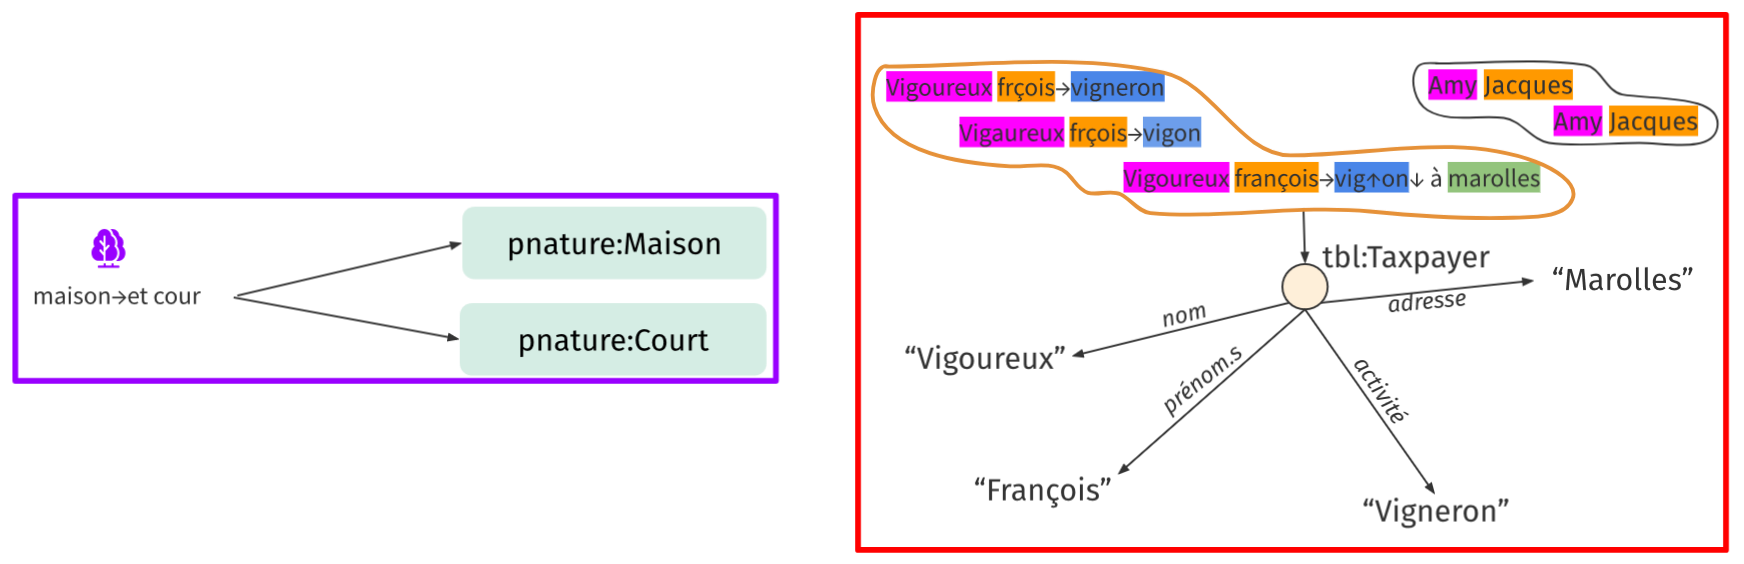 maison→et cour
pnature:Maison
pnature:Court
Vigoureux frçois→vigneron
Vigaureux frçois→vigon
Vigoureux françois→vig↑on↓ à marolles
Amy Jacques
Amy Jacques
tbl:Taxpayer
nom
adresse
prénom.s
activité
“Marolles”
“Vigoureux”
“François”
“Vigneron”